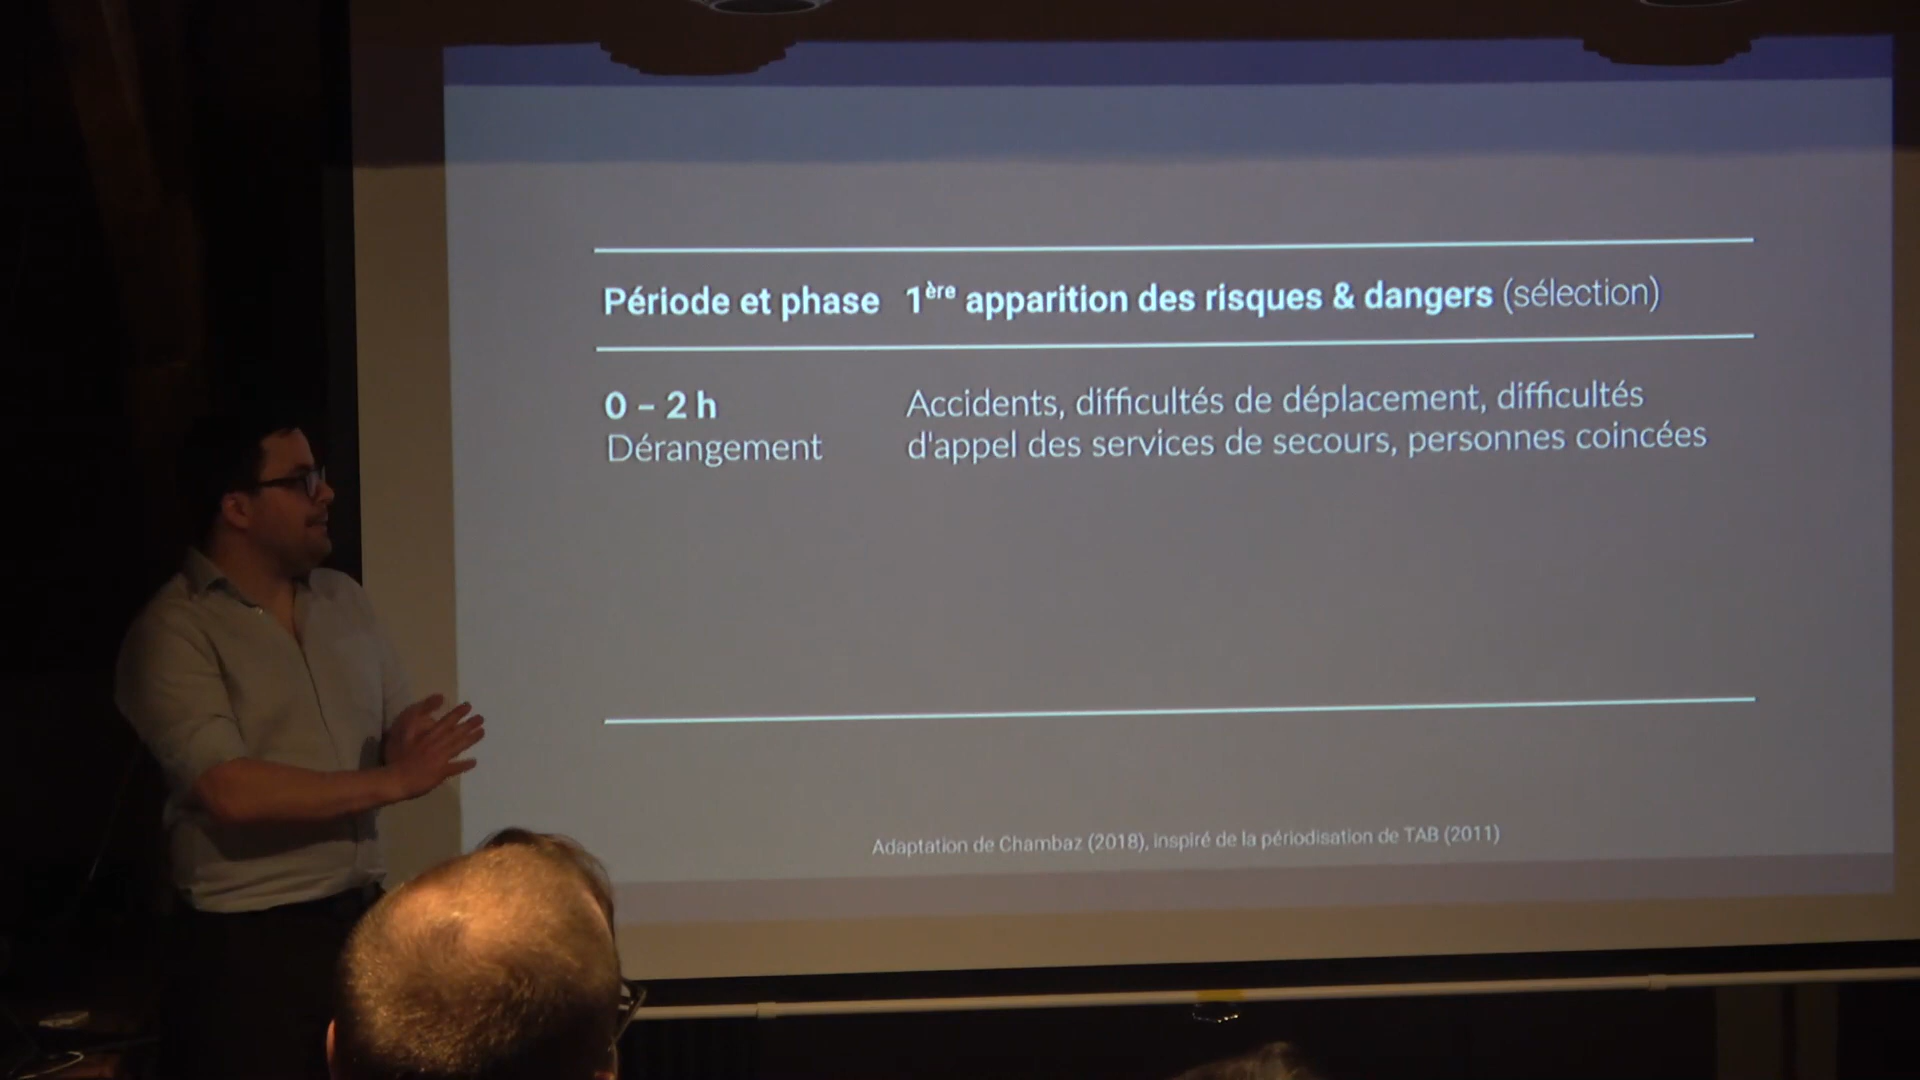 Période et phase 1ère apparition des risques & dangers (sélection)
0 – 2 h
Dérangement
Accidents, difficultés de déplacement, difficultés
d'appel des services de secours, personnes coincées
Adaptation de Chambaz (2018), inspiré de la périodisation de TAB (2011)